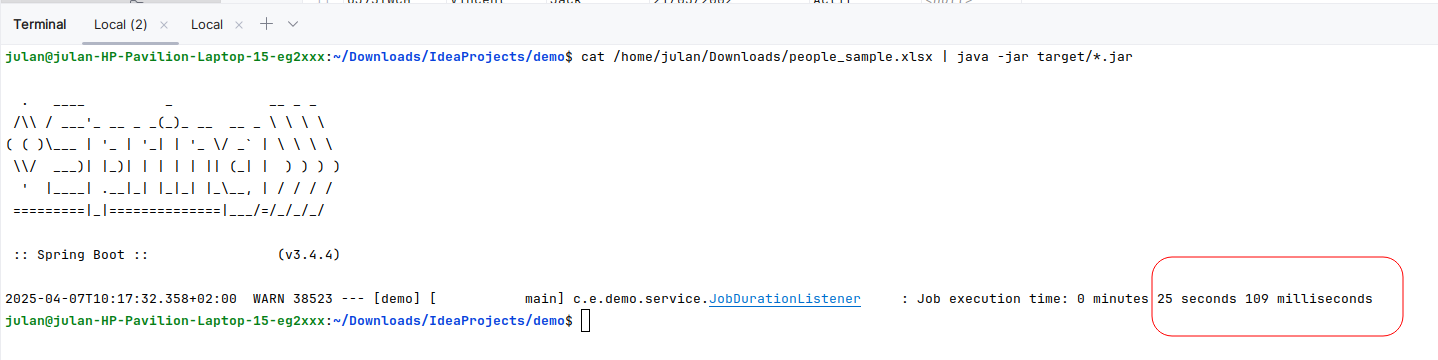 Terminal Local (2) × Local × + ∨
julan@julan-HP-Pavilion-Laptop-15-eg2xxx:~/Downloads/IdeaProjects/demo$ cat /home/julan/Downloads/people_sample.xlsx | java -jar target/*.jar
  .   ____          _            __ _ _
 /\\ / ___'_ __ _ _(_)_ __  __ _ \ \ \ \
( ( )\___ | '_ | '_| | '_ \/ _` | \ \ \ \
 \\/  ___)| |_)| | | | | || (_| |  ) ) ) )
  '  |____| .__|_| |_|_| |_\__, | / / / /
 =========|_|==============|___/=/_/_/_/
 :: Spring Boot ::                (v3.4.4)
2025-04-07T10:17:32.358+02:00  WARN 38523 --- [demo] [           main] c.e.demo.service.JobDurationListener     : Job execution time: 0 minutes 25 seconds 109 milliseconds
julan@julan-HP-Pavilion-Laptop-15-eg2xxx:~/Downloads/IdeaProjects/demo$